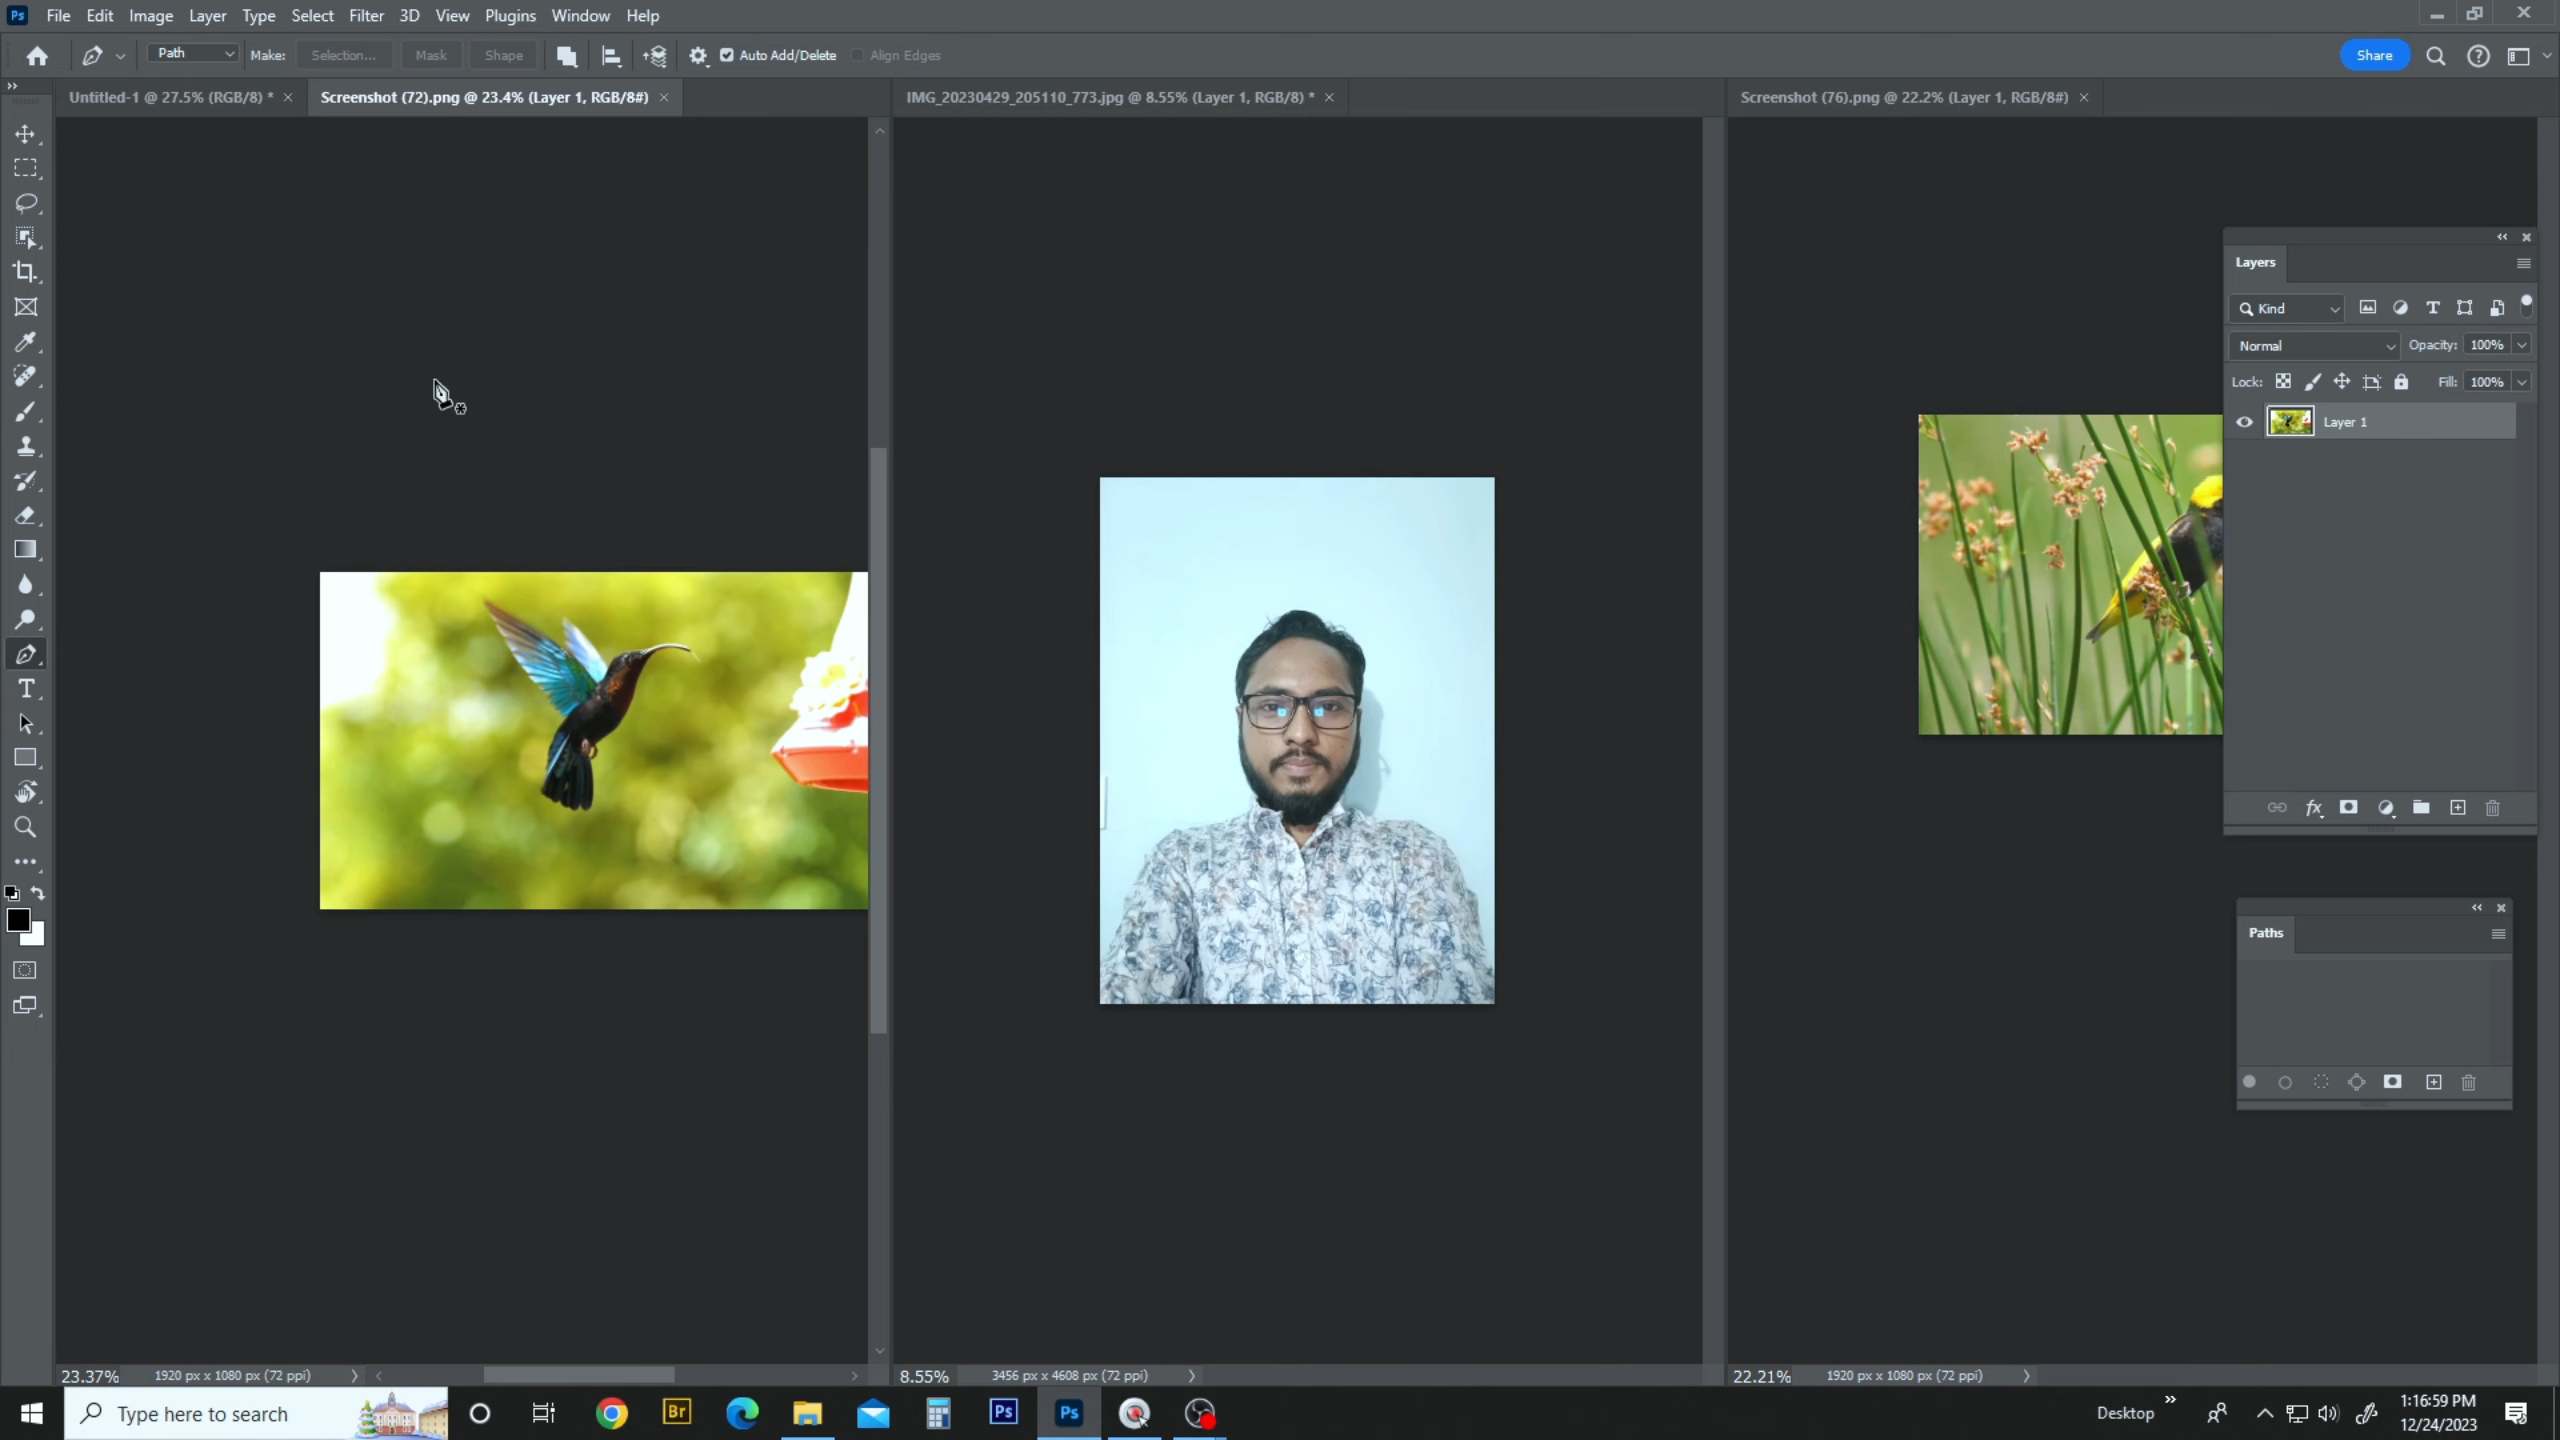 Ps File Edit Image Layer Type Select Filter 3D View Plugins Window Help
Path Make: Selection... Mask Shape Auto Add/Delete Align Edges Share
Untitled-1 @ 27.5% (RGB/8) * Screenshot (72).png @ 23.4% (Layer 1, RGB/8#) IMG_20230429_205110_773.jpg @ 8.55% (Layer 1, RGB/8) * Screenshot (76).png @ 22.2% (Layer 1, RGB/8#)
Layers
Kind
Normal Opacity: 100%
Lock: Fill: 100%
Layer 1
Paths
23.37% 1920 px x 1080 px (72 ppi) 8.55% 3456 px x 4608 px (72 ppi) 22.21% 1920 px x 1080 px (72 ppi)
Type here to search Br Ps Ps Desktop 1:16:59 PM
12/24/2023